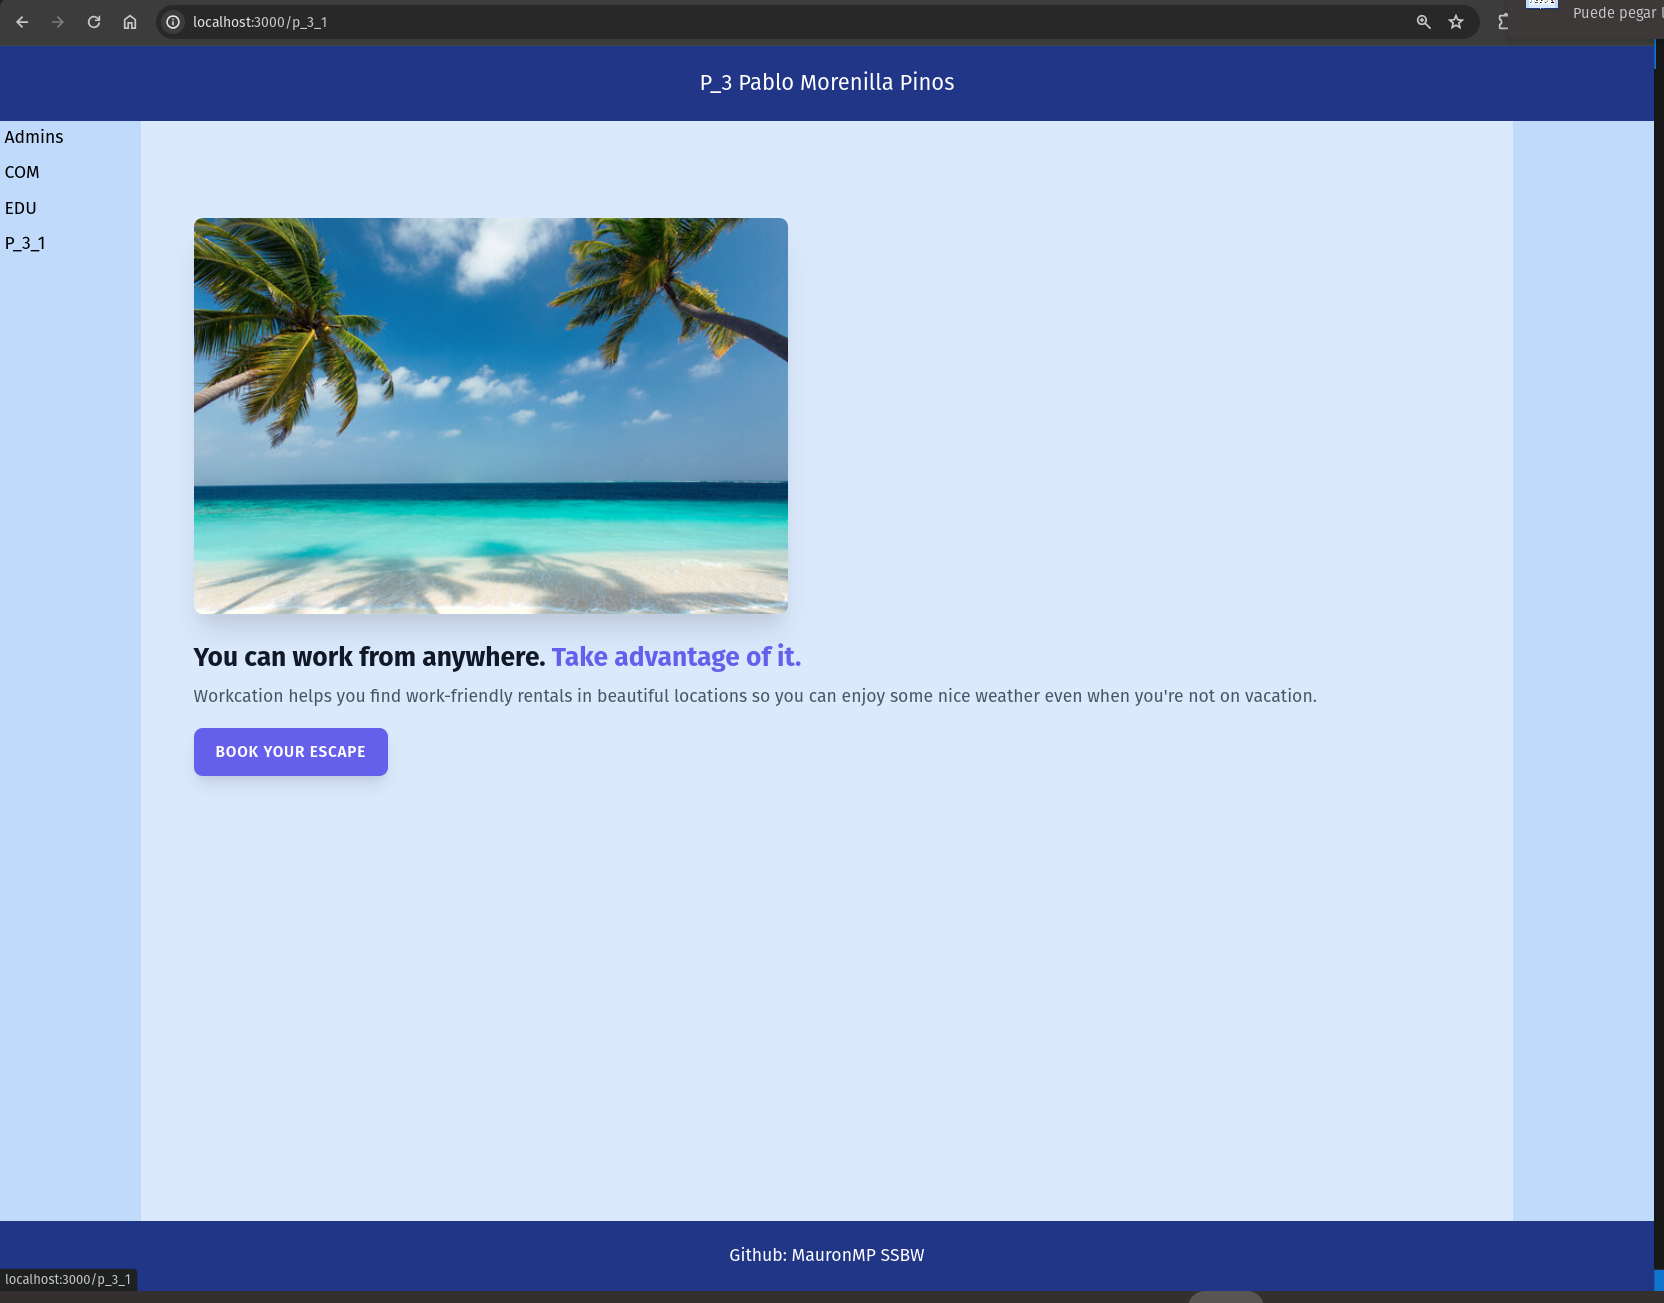 localhost:3000/p_3_1
Puede pegar
P_3 Pablo Morenilla Pinos
Admins
COM
EDU
P_3_1
You can work from anywhere. Take advantage of it.
Workcation helps you find work-friendly rentals in beautiful locations so you can enjoy some nice weather even when you're not on vacation.
BOOK YOUR ESCAPE
Github: MauronMP SSBW
localhost:3000/p_3_1